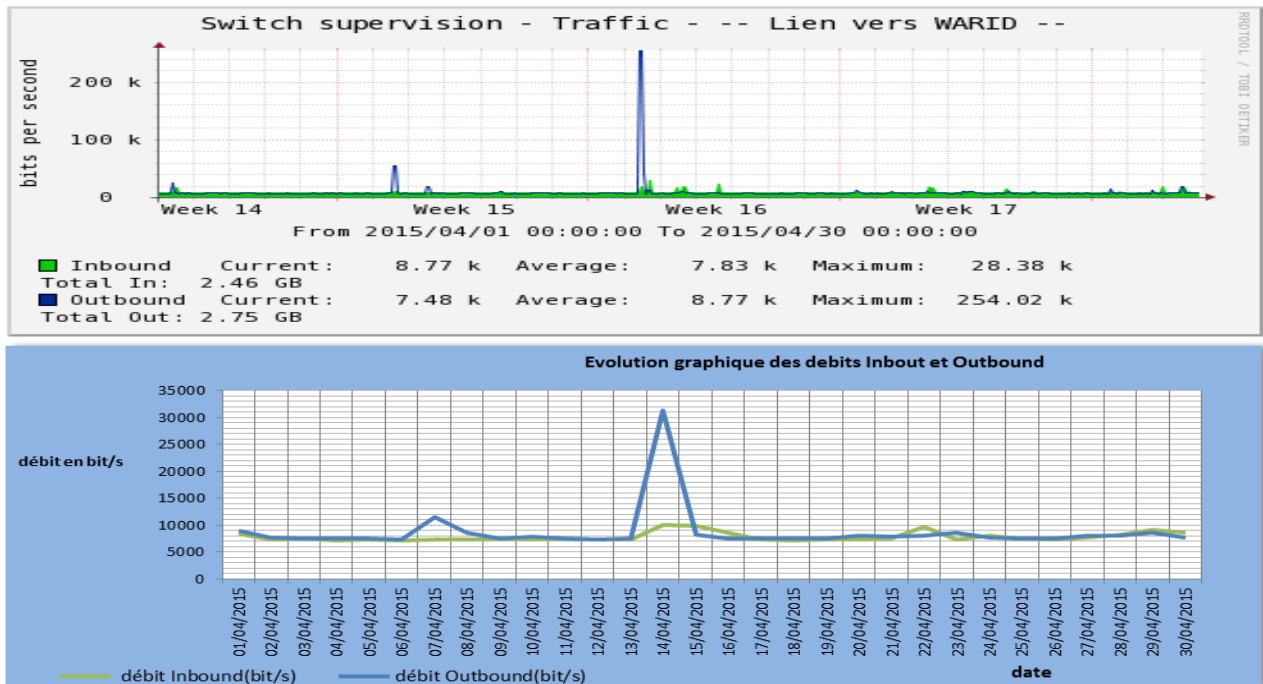 Switch supervision - Traffic - -- Lien vers WARID --
RRDTOOL / TOBI OETIKER
bits per second
200 k
100 k
0
Week 14 Week 15 Week 16 Week 17
From 2015/04/01 00:00:00 To 2015/04/30 00:00:00
Inbound Current: 8.77 k Average: 7.83 k Maximum: 28.38 k
Total In: 2.46 GB
Outbound Current: 7.48 k Average: 8.77 k Maximum: 254.02 k
Total Out: 2.75 GB
Evolution graphique des debits Inbout et Outbound
débit en bit/s
35000
30000
25000
20000
15000
10000
5000
0
01/04/2015 02/04/2015 03/04/2015 04/04/2015 05/04/2015 06/04/2015 07/04/2015 08/04/2015 09/04/2015 10/04/2015 11/04/2015 12/04/2015 13/04/2015 14/04/2015 15/04/2015 16/04/2015 17/04/2015 18/04/2015 19/04/2015 20/04/2015 21/04/2015 22/04/2015 23/04/2015 24/04/2015 25/04/2015 26/04/2015 27/04/2015 28/04/2015 29/04/2015 30/04/2015
débit Inbound(bit/s) débit Outbound(bit/s) date